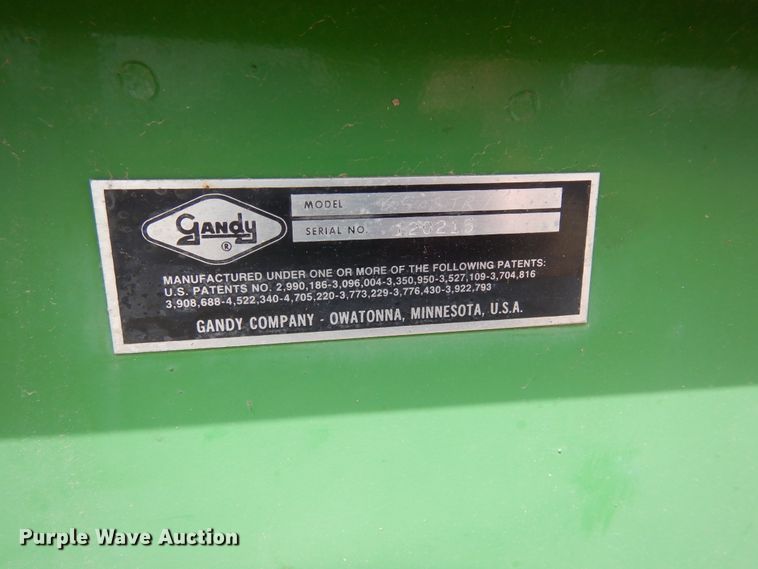 gandy
®
MODEL
SERIAL NO.
MANUFACTURED UNDER ONE OR MORE OF THE FOLLOWING PATENTS:
U.S. PATENTS NO. 2,990,186-3,096,004-3,350,950-3,527,109-3,704,816
3,908,688-4,522,340-4,705,220-3,773,229-3,776,430-3,922,793
GANDY COMPANY - OWATONNA, MINNESOTA, U.S.A.
Purple Wave Auction